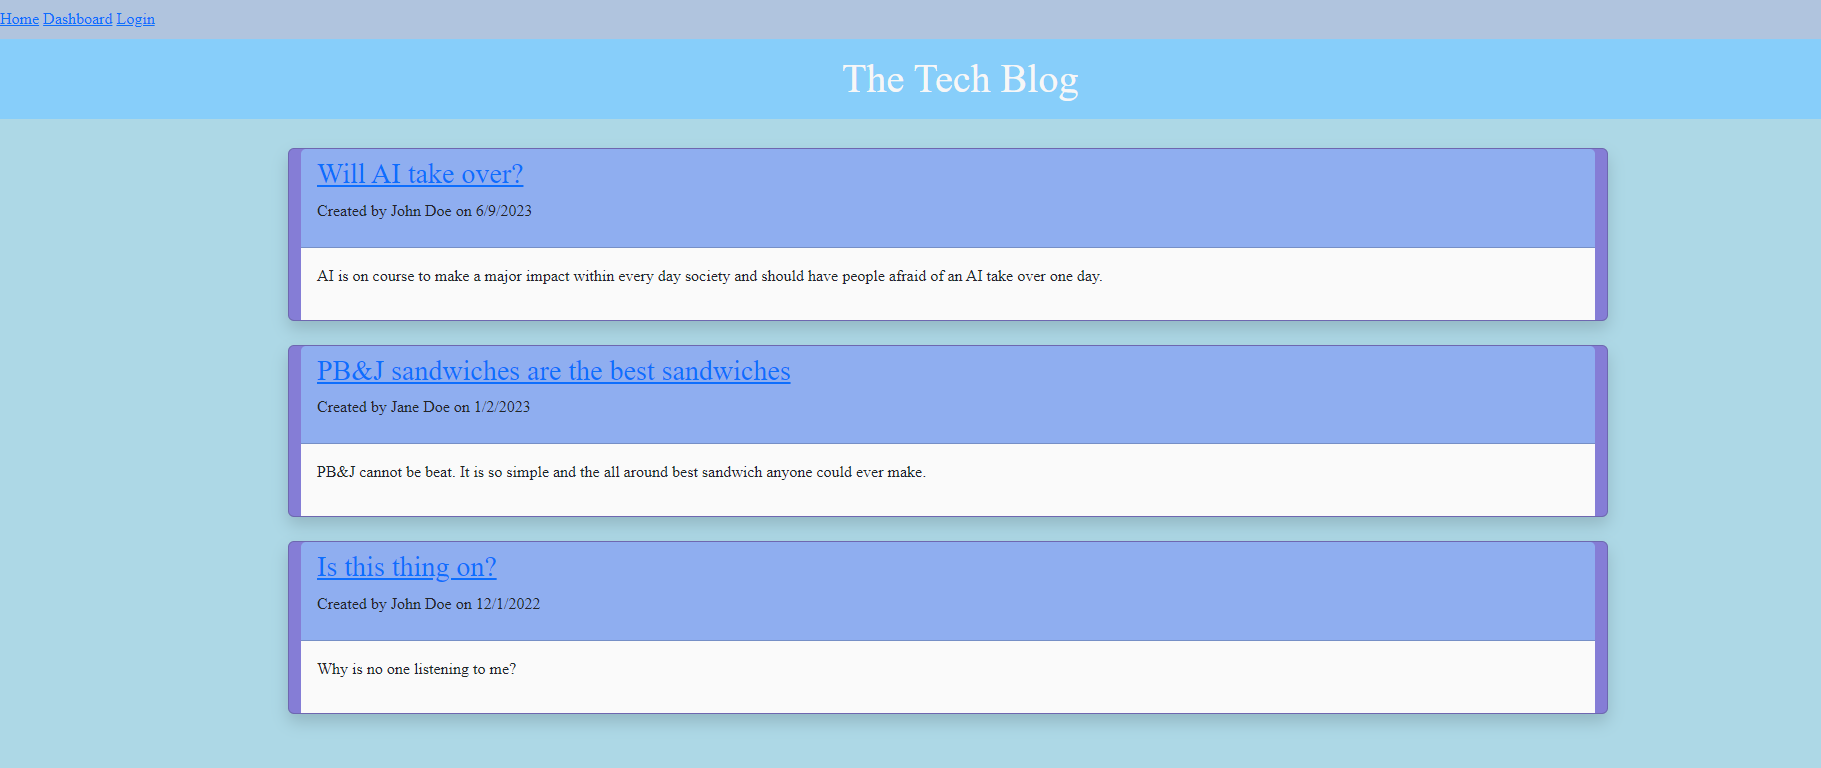 Home Dashboard Login
The Tech Blog
Will AI take over?
Created by John Doe on 6/9/2023
AI is on course to make a major impact within every day society and should have people afraid of an AI take over one day.
PB&J sandwiches are the best sandwiches
Created by Jane Doe on 1/2/2023
PB&J cannot be beat. It is so simple and the all around best sandwich anyone could ever make.
Is this thing on?
Created by John Doe on 12/1/2022
Why is no one listening to me?